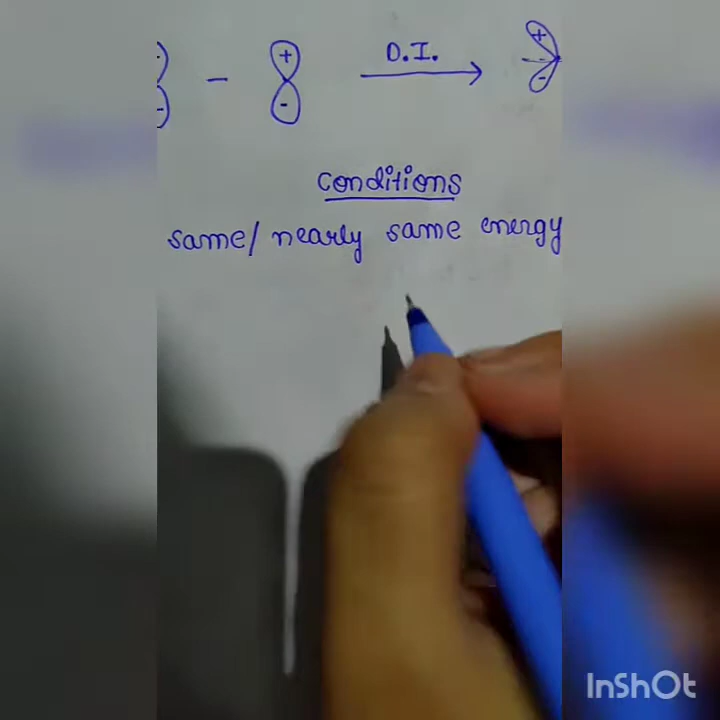 + - + D.I. +
- - -
Conditions
same/ nearly same energy
InShOt